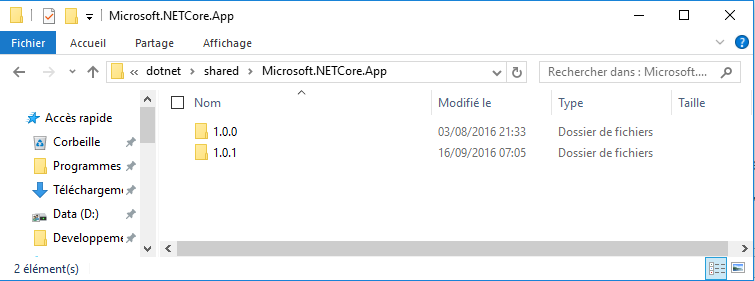 Microsoft.NETCore.App
Fichier Accueil Partage Affichage
dotnet shared Microsoft.NETCore.App Rechercher dans : Microsoft....
Nom Modifié le Type Taille
Accès rapide
Corbeille
Programmes
Téléchargeme
Data (D:)
Developpeme
1.0.0 03/08/2016 21:33 Dossier de fichiers
1.0.1 16/09/2016 07:05 Dossier de fichiers
2 élément(s)